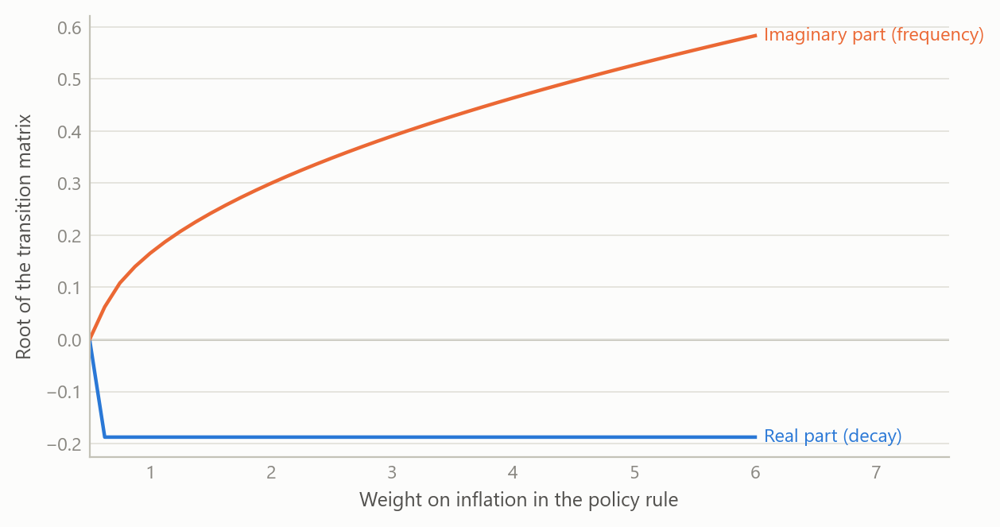 Root of the transition matrix
0.6
0.5
0.4
0.3
0.2
0.1
0.0
−0.1
−0.2
Imaginary part (frequency)
Real part (decay)
1 2 3 4 5 6 7
Weight on inflation in the policy rule